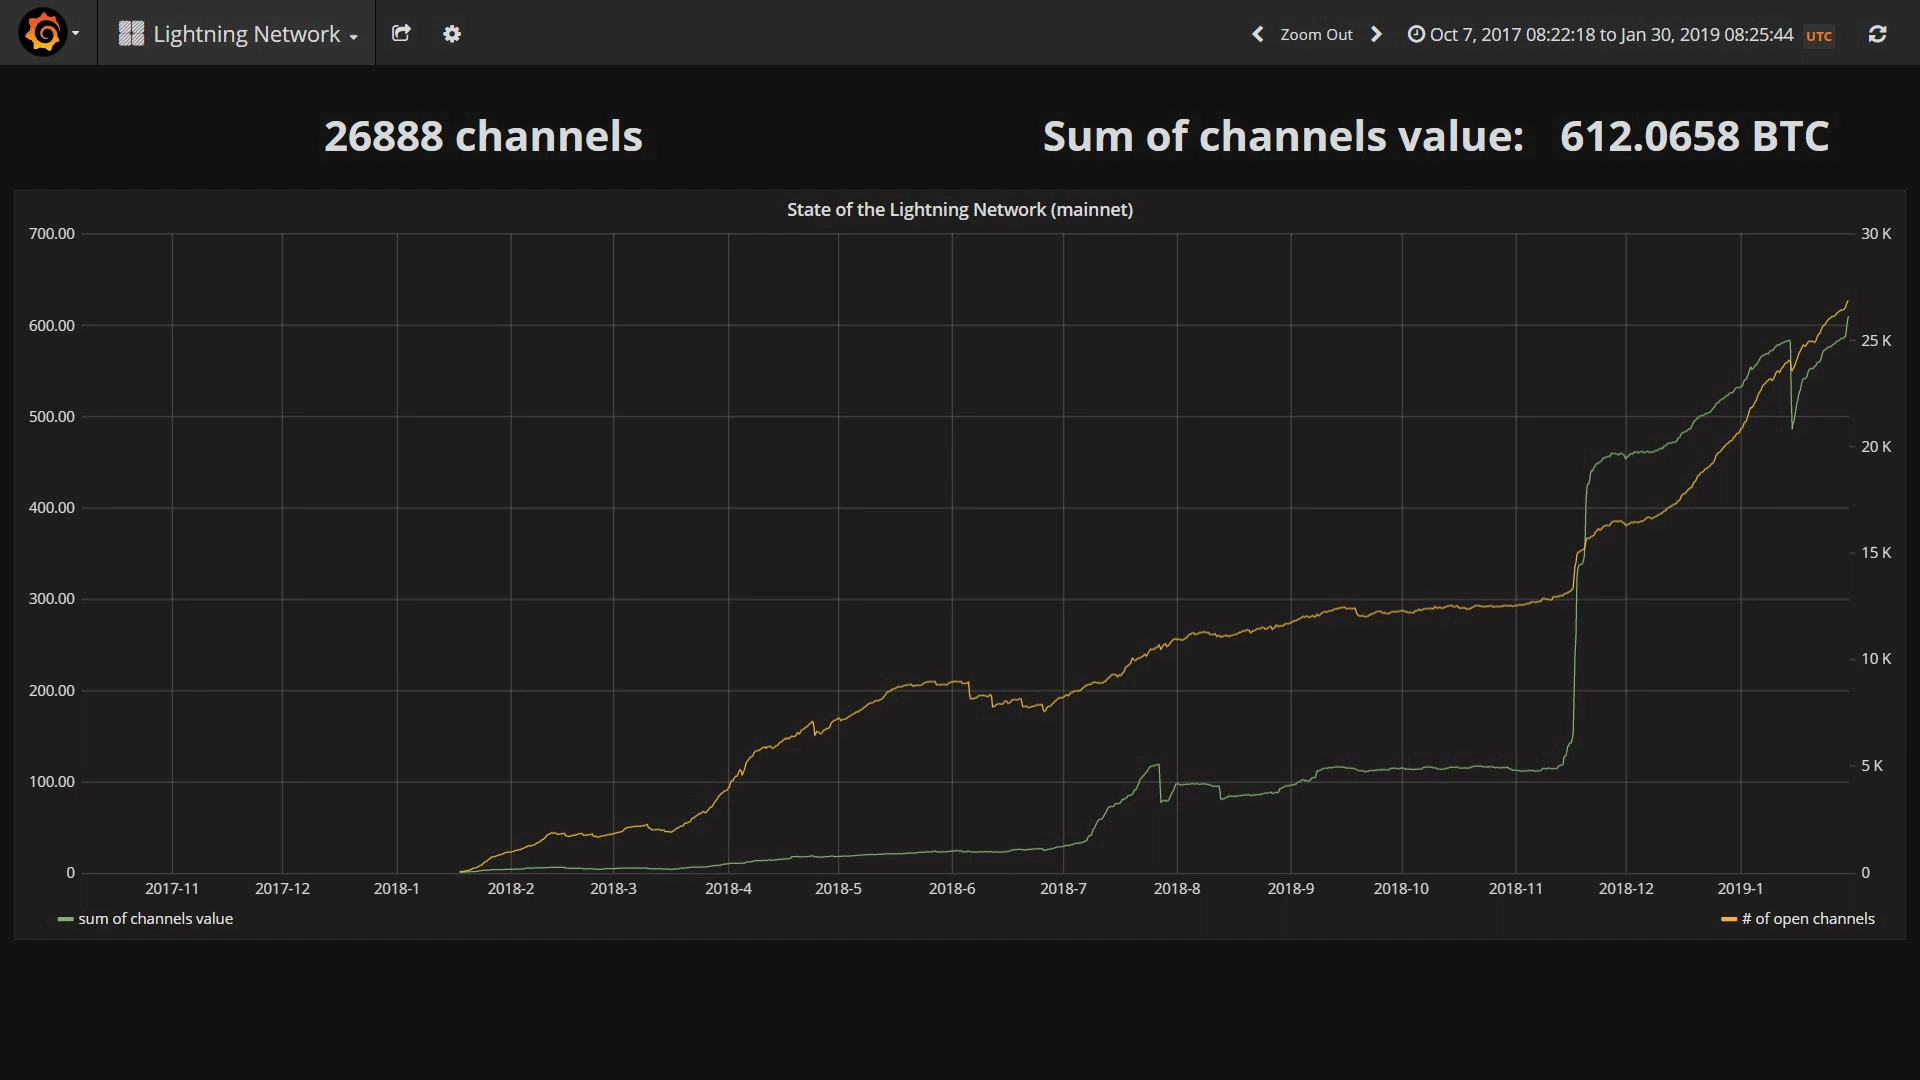 Lightning Network
Zoom Out
Oct 7, 2017 08:22:18 to Jan 30, 2019 08:25:44 UTC
26888 channels
Sum of channels value: 612.0658 BTC
State of the Lightning Network (mainnet)
700.00
30 K
600.00
25 K
500.00
20 K
400.00
15 K
300.00
10 K
200.00
5 K
100.00
0
0
2017-11 2017-12 2018-1 2018-2 2018-3 2018-4 2018-5 2018-6 2018-7 2018-8 2018-9 2018-10 2018-11 2018-12 2019-1
sum of channels value
# of open channels